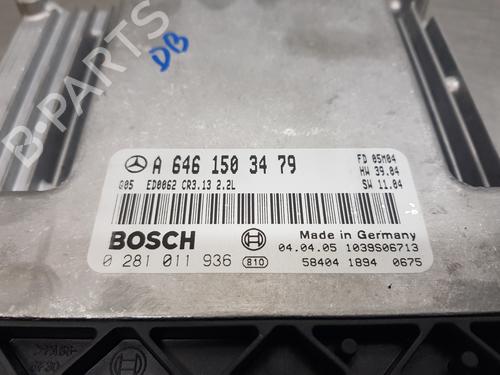 B-PARTS
DB
A 646 150 34 79
FD 05M04
HW 39.04
SW 11.04
G05 ED0062 CR3.13 2.2L
BOSCH
Made in Germany
04.04.05 1039S06713
0 281 011 936 810
58404 1894 0675